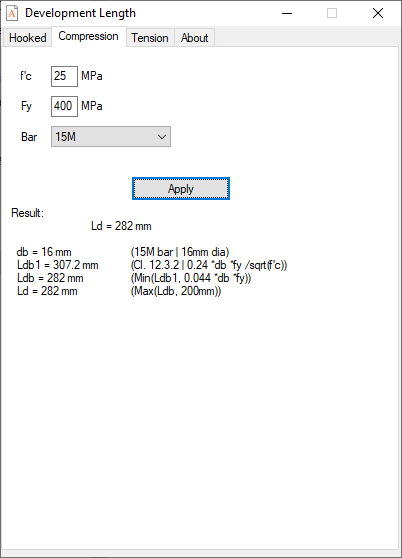 Development Length
Hooked Compression Tension About
f'c 25 MPa
Fy 400 MPa
Bar 15M
Apply
Result:
Ld = 282 mm
db = 16 mm (15M bar | 16mm dia)
Ldb1 = 307.2 mm (Cl. 12.3.2 | 0.24 *db *fy /sqrt(f'c))
Ldb = 282 mm (Min(Ldb1, 0.044 *db *fy))
Ld = 282 mm (Max(Ldb, 200mm))